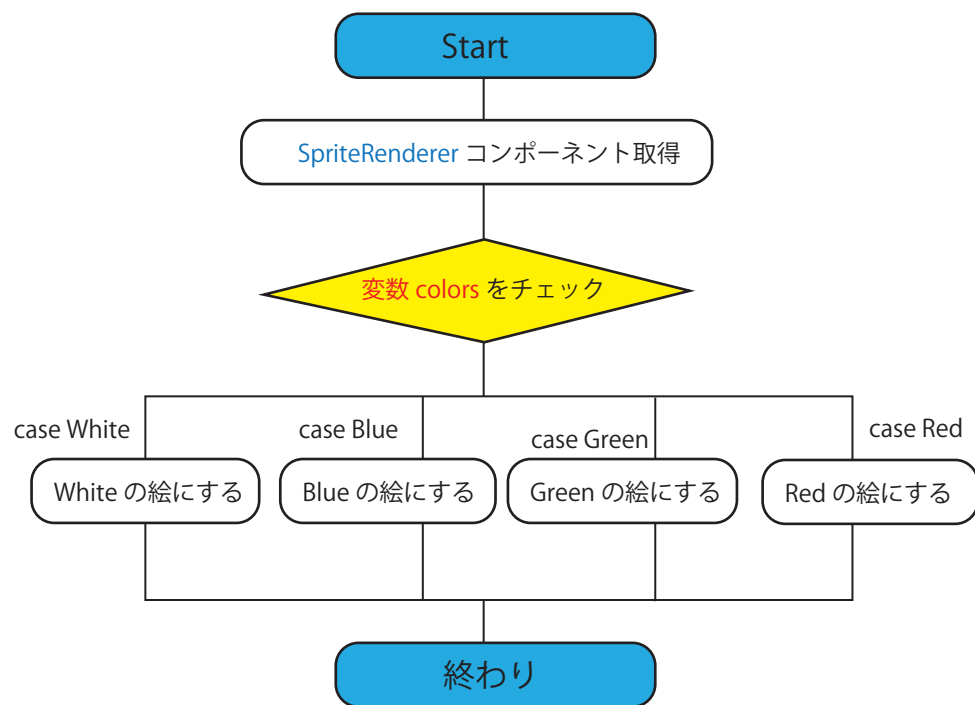 Start
SpriteRenderer コンポーネント取得
変数 colors をチェック
case White
case Blue
case Green
case Red
White の絵にする
Blue の絵にする
Green の絵にする
Red の絵にする
終わり